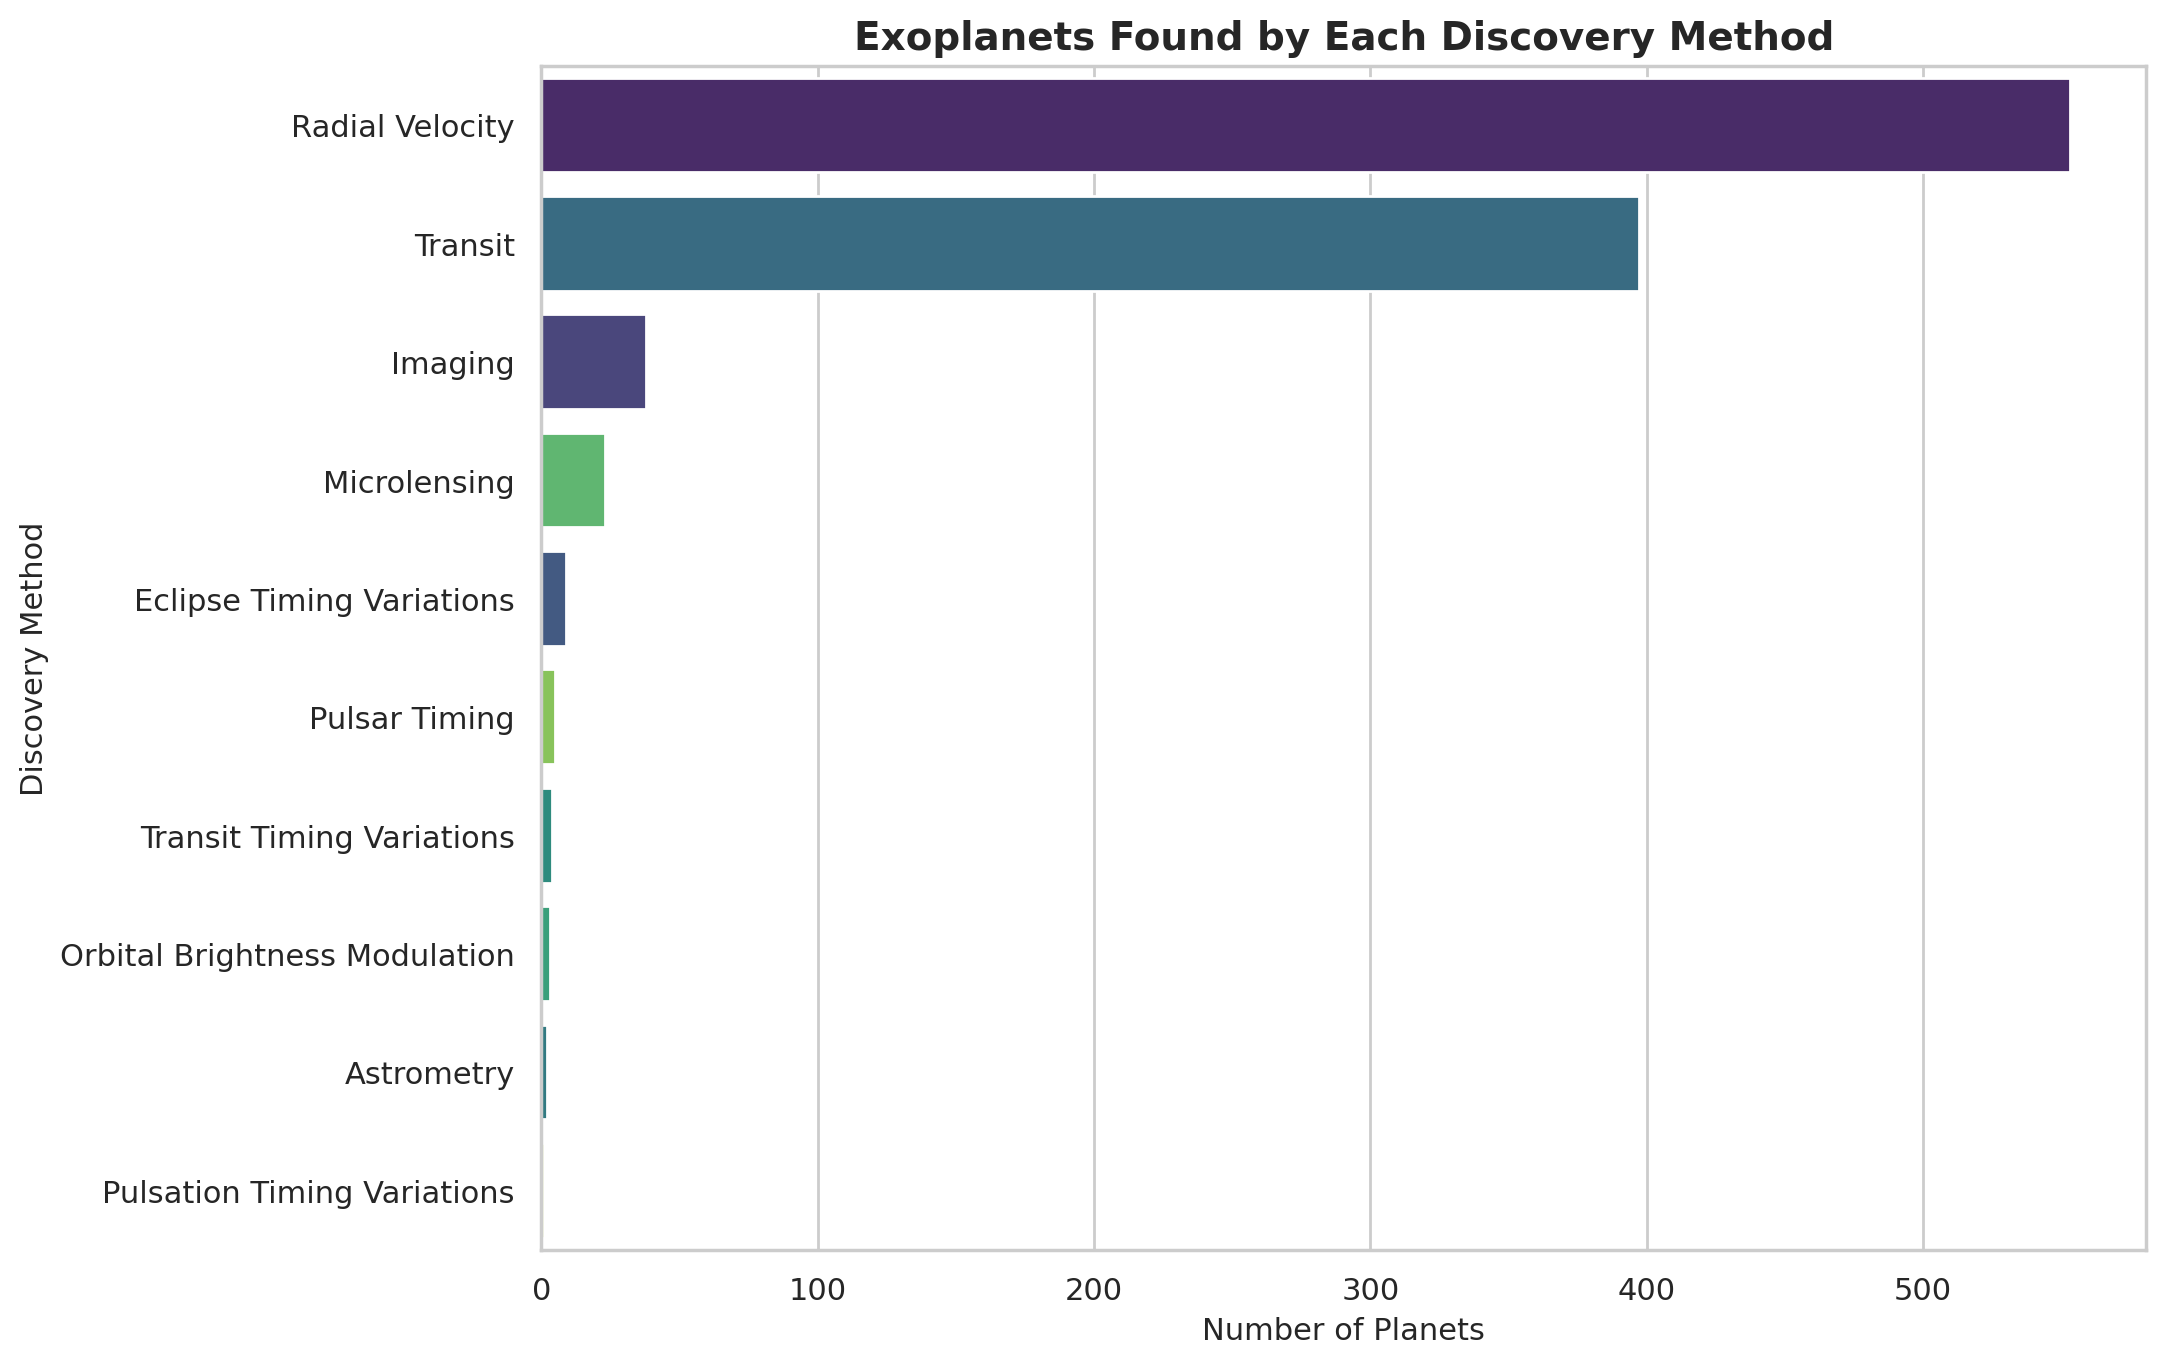 Exoplanets Found by Each Discovery Method
Discovery Method
Radial Velocity
Transit
Imaging
Microlensing
Eclipse Timing Variations
Pulsar Timing
Transit Timing Variations
Orbital Brightness Modulation
Astrometry
Pulsation Timing Variations
0 100 200 300 400 500
Number of Planets